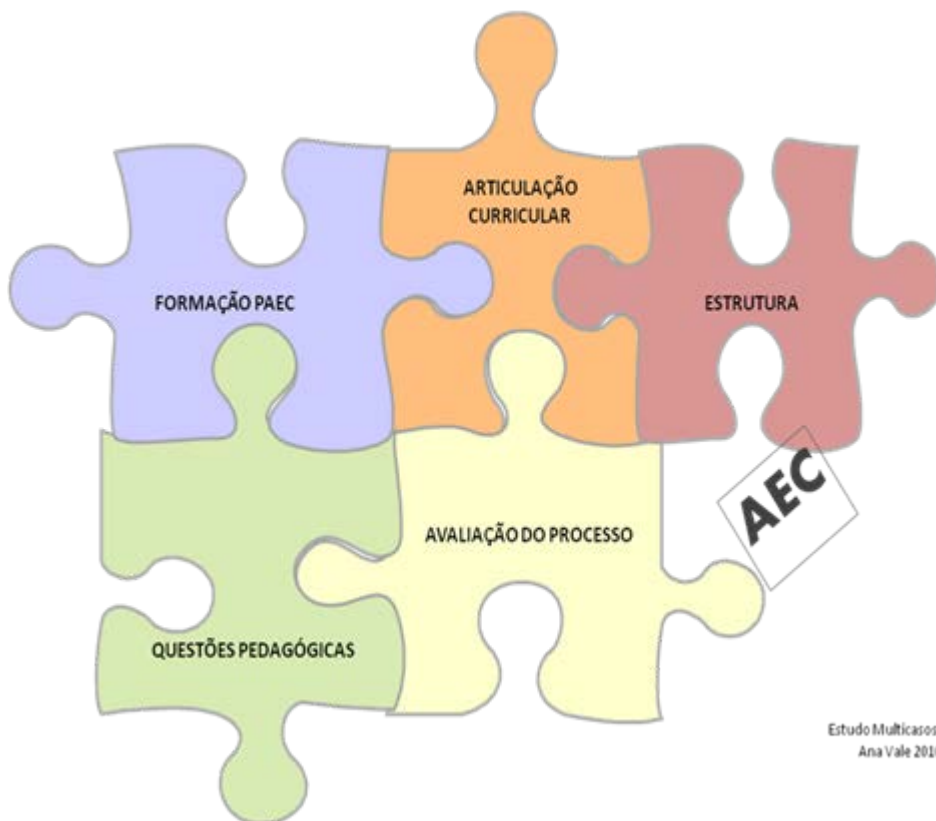 ARTICULAÇÃO
CURRICULAR
FORMAÇÃO PAEC
ESTRUTURA
AEC
AVALIAÇÃO DO PROCESSO
QUESTÕES PEDAGÓGICAS
Estudo Multicasos
Ana Vale